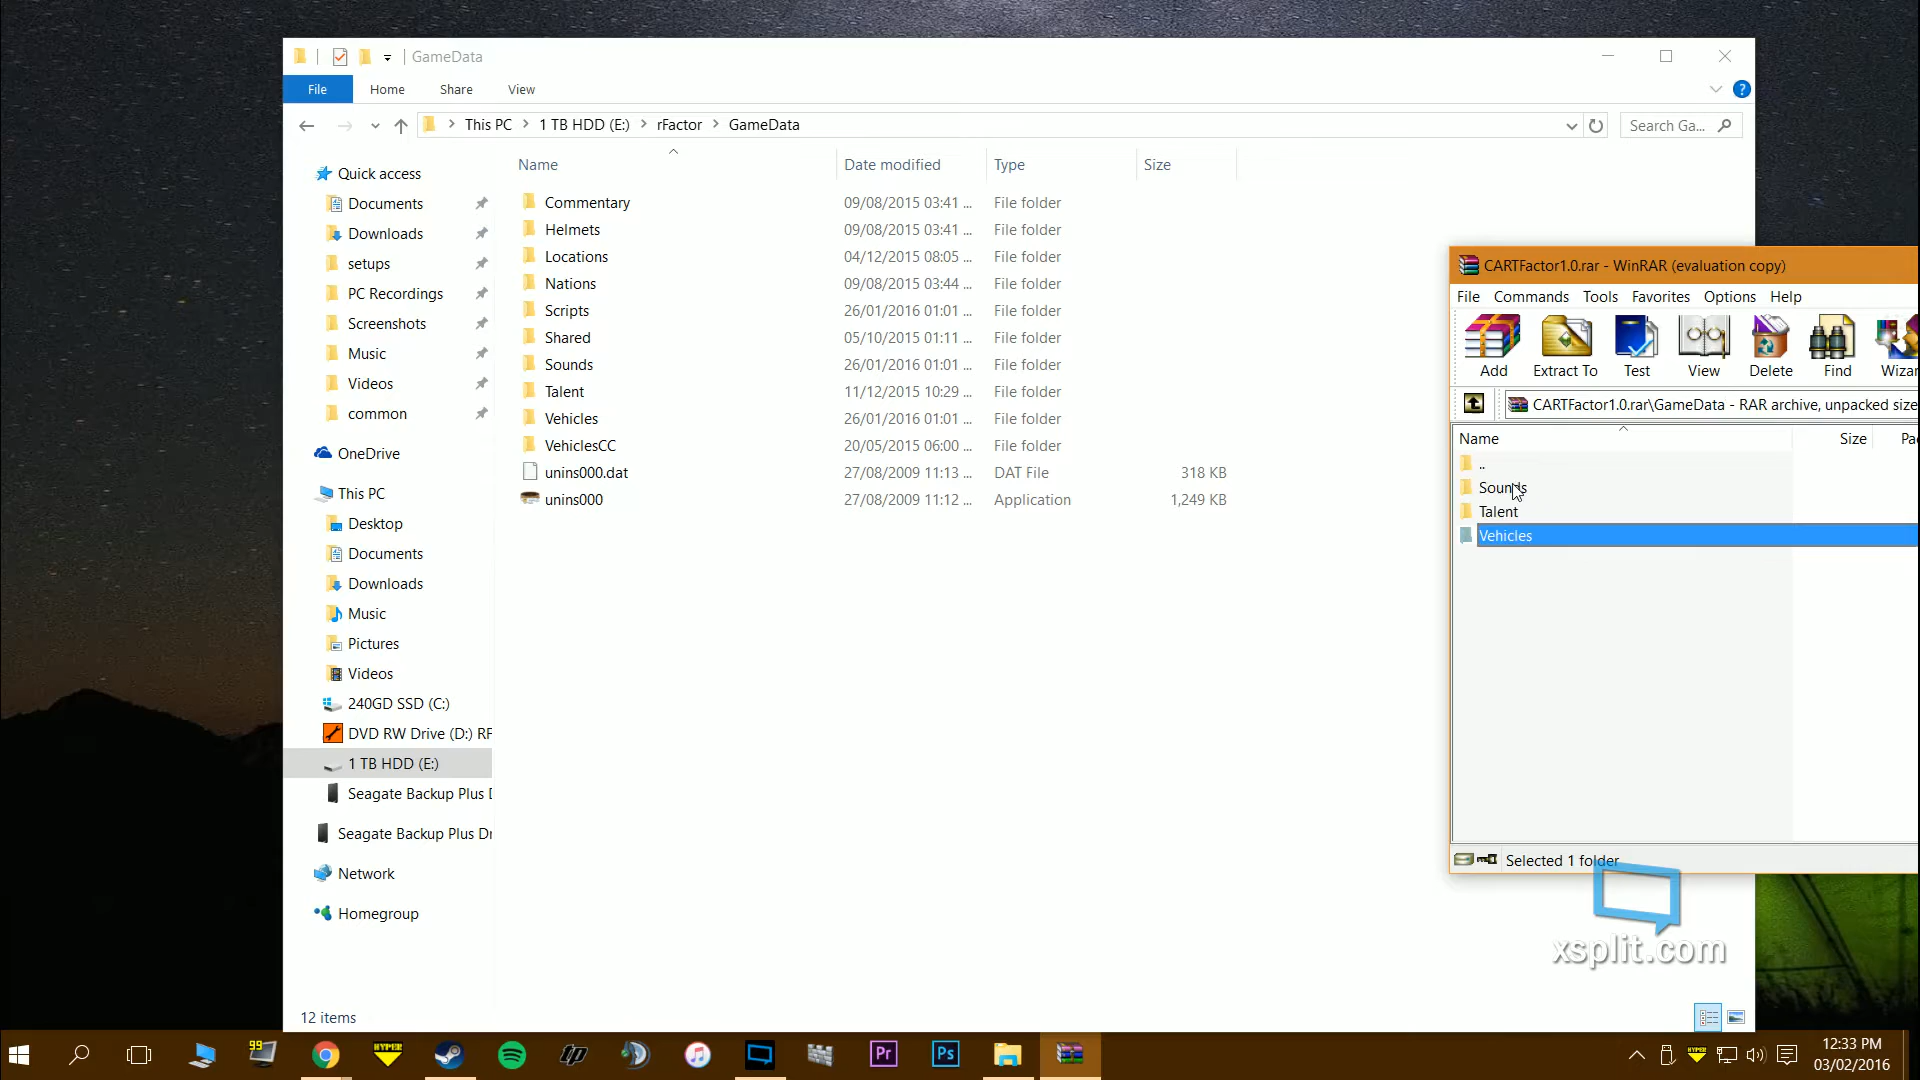 GameData
File Home Share View
This PC 1 TB HDD (E:) rFactor GameData
Search Ga...
Name Date modified Type Size
Commentary 09/08/2015 03:41 ... File folder
Helmets 09/08/2015 03:41 ... File folder
Locations 04/12/2015 08:05 ... File folder
Nations 09/08/2015 03:44 ... File folder
Scripts 26/01/2016 01:01 ... File folder
Shared 05/10/2015 01:11 ... File folder
Sounds 26/01/2016 01:01 ... File folder
Talent 11/12/2015 10:29 ... File folder
Vehicles 26/01/2016 01:01 ... File folder
VehiclesCC 20/05/2015 06:00 ... File folder
unins000.dat 27/08/2009 11:13 ... DAT File 318 KB
unins000 27/08/2009 11:12 ... Application 1,249 KB
Quick access
Documents
Downloads
setups
PC Recordings
Screenshots
Music
Videos
common
OneDrive
This PC
Desktop
Documents
Downloads
Music
Pictures
Videos
240GD SSD (C:)
DVD RW Drive (D:) RF
1 TB HDD (E:)
Seagate Backup Plus D
Seagate Backup Plus Dr
Network
Homegroup
12 items
CARTFactor1.0.rar - WinRAR (evaluation copy)
File Commands Tools Favorites Options Help
Add Extract To Test View Delete Find Wizar
CARTFactor1.0.rar\GameData - RAR archive, unpacked size
Name Size Pac
..
Sounds
Talent
Vehicles
Selected 1 folder
xsplit.com
99
HYPER
tp
Pr
Ps
HYPER
12:33 PM
03/02/2016